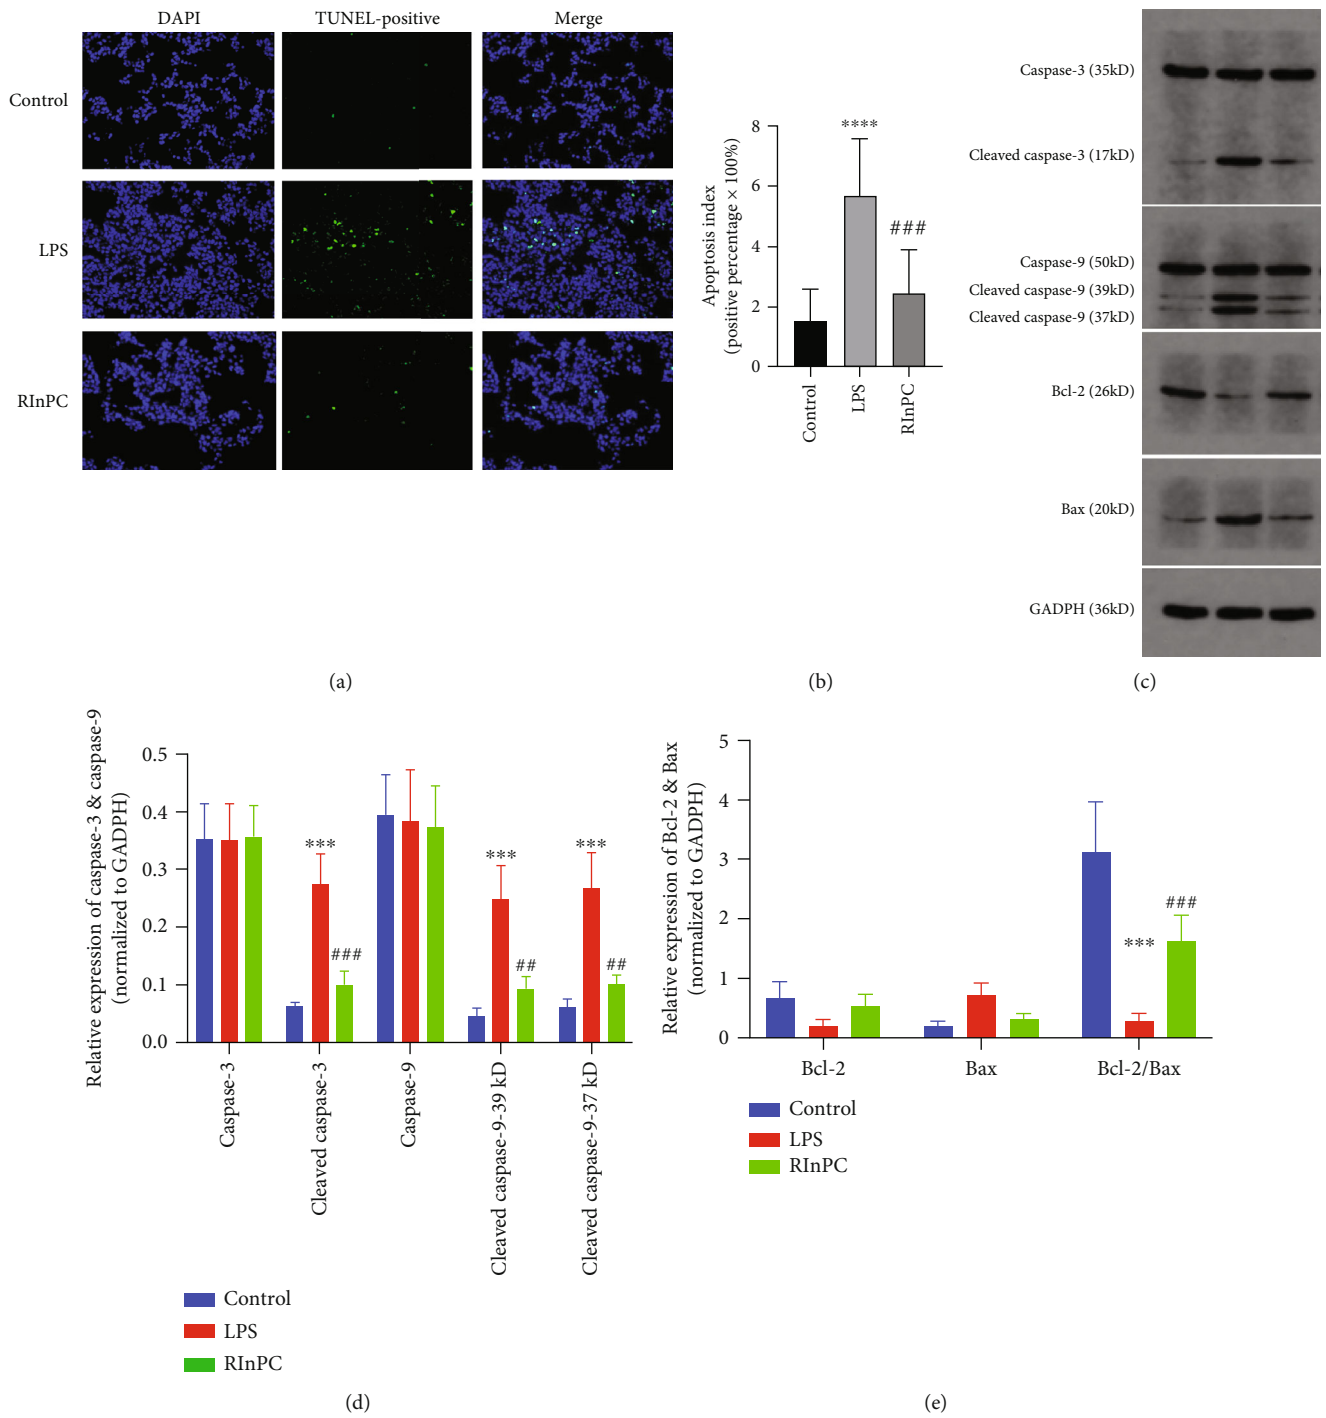 DAPI
TUNEL-positive
Merge
Control
LPS
RInPC
(a)
Apoptosis index
(positive percentage × 100%)
8
6
4
2
0
****
###
Control
LPS
RInPC
(b)
Caspase-3 (35kD)
Cleaved caspase-3 (17kD)
Caspase-9 (50kD)
Cleaved caspase-9 (39kD)
Cleaved caspase-9 (37kD)
Bcl-2 (26kD)
Bax (20kD)
GADPH (36kD)
(c)
Relative expression of caspase-3 & caspase-9
(normalized to GADPH)
0.5
0.4
0.3
0.2
0.1
0.0
***
###
***
##
***
##
Caspase-3
Cleaved caspase-3
Caspase-9
Cleaved caspase-9-39 kD
Cleaved caspase-9-37 kD
Control
LPS
RInPC
(d)
Relative expression of Bcl-2 & Bax
(normalized to GADPH)
5
4
3
2
1
0
***
###
Bcl-2
Bax
Bcl-2/Bax
Control
LPS
RInPC
(e)